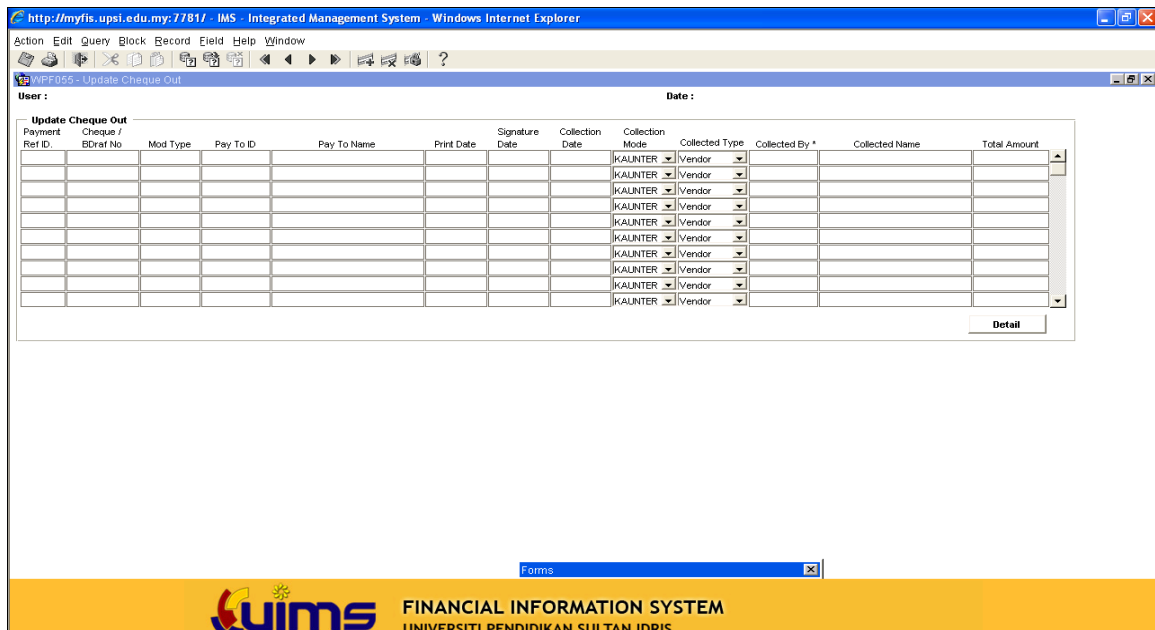 http://myfis.upsi.edu.my:7781/ - IMS - Integrated Management System - Windows Internet Explorer
Action Edit Query Block Record Field Help Window
WPF055 - Update Cheque Out
User : Date :
Update Cheque Out
Payment Cheque / Signature Collection Collection
Ref ID. BDraf No Mod Type Pay To ID Pay To Name Print Date Date Date Mode Collected Type Collected By * Collected Name Total Amount
KAUNTER Vendor
KAUNTER Vendor
KAUNTER Vendor
KAUNTER Vendor
KAUNTER Vendor
KAUNTER Vendor
KAUNTER Vendor
KAUNTER Vendor
KAUNTER Vendor
KAUNTER Vendor
Detail
Forms
uims FINANCIAL INFORMATION SYSTEM
UNIVERSITI PENDIDIKAN SULTAN IDRIS